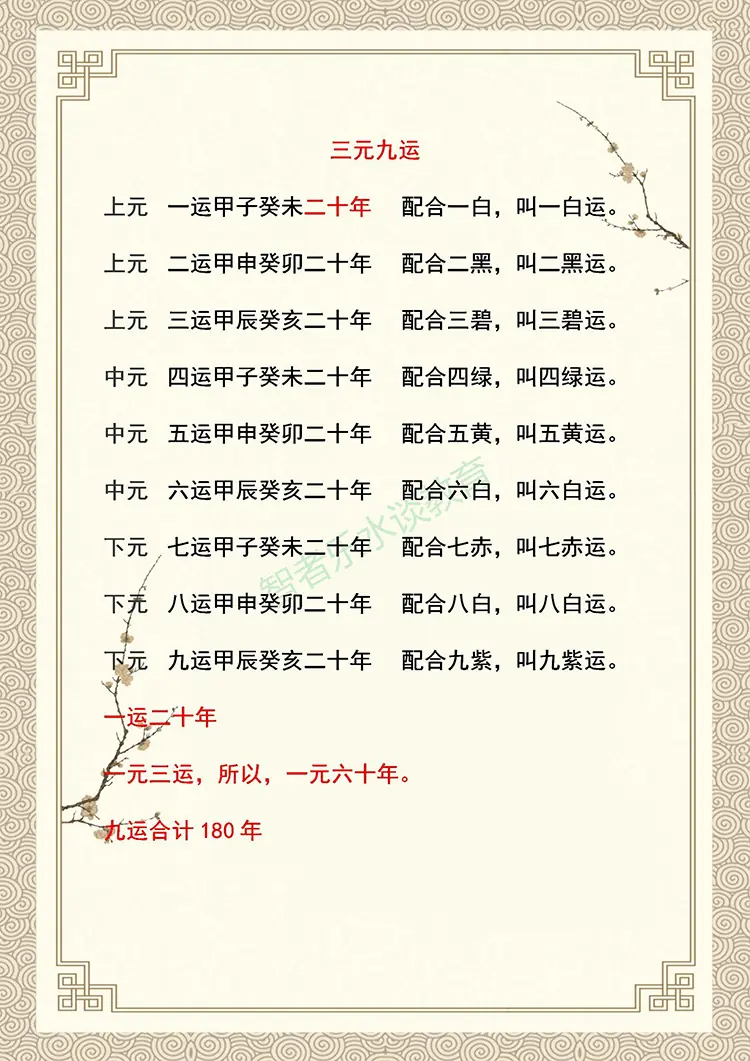 三元九运
上元 一运甲子癸未二十年 配合一白，叫一白运。
上元 二运甲申癸卯二十年 配合二黑，叫二黑运。
上元 三运甲辰癸亥二十年 配合三碧，叫三碧运。
中元 四运甲子癸未二十年 配合四绿，叫四绿运。
中元 五运甲申癸卯二十年 配合五黄，叫五黄运。
中元 六运甲辰癸亥二十年 配合六白，叫六白运。
下元 七运甲子癸未二十年 配合七赤，叫七赤运。
下元 八运甲申癸卯二十年 配合八白，叫八白运。
下元 九运甲辰癸亥二十年 配合九紫，叫九紫运。
一运二十年
一元三运，所以，一元六十年。
九运合计 180 年
智者乐水谈教育